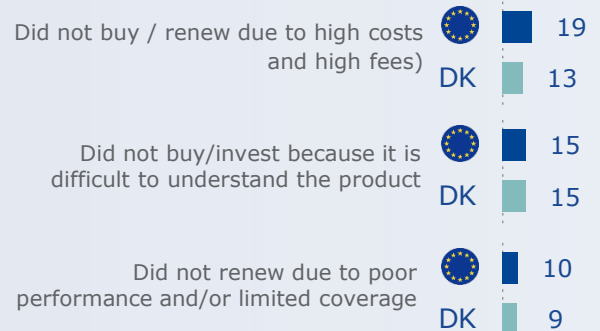 Did not buy / renew due to high costs
and high fees)
19
DK 13
Did not buy/invest because it is
difficult to understand the product
15
DK 15
Did not renew due to poor
performance and/or limited coverage
10
DK 9